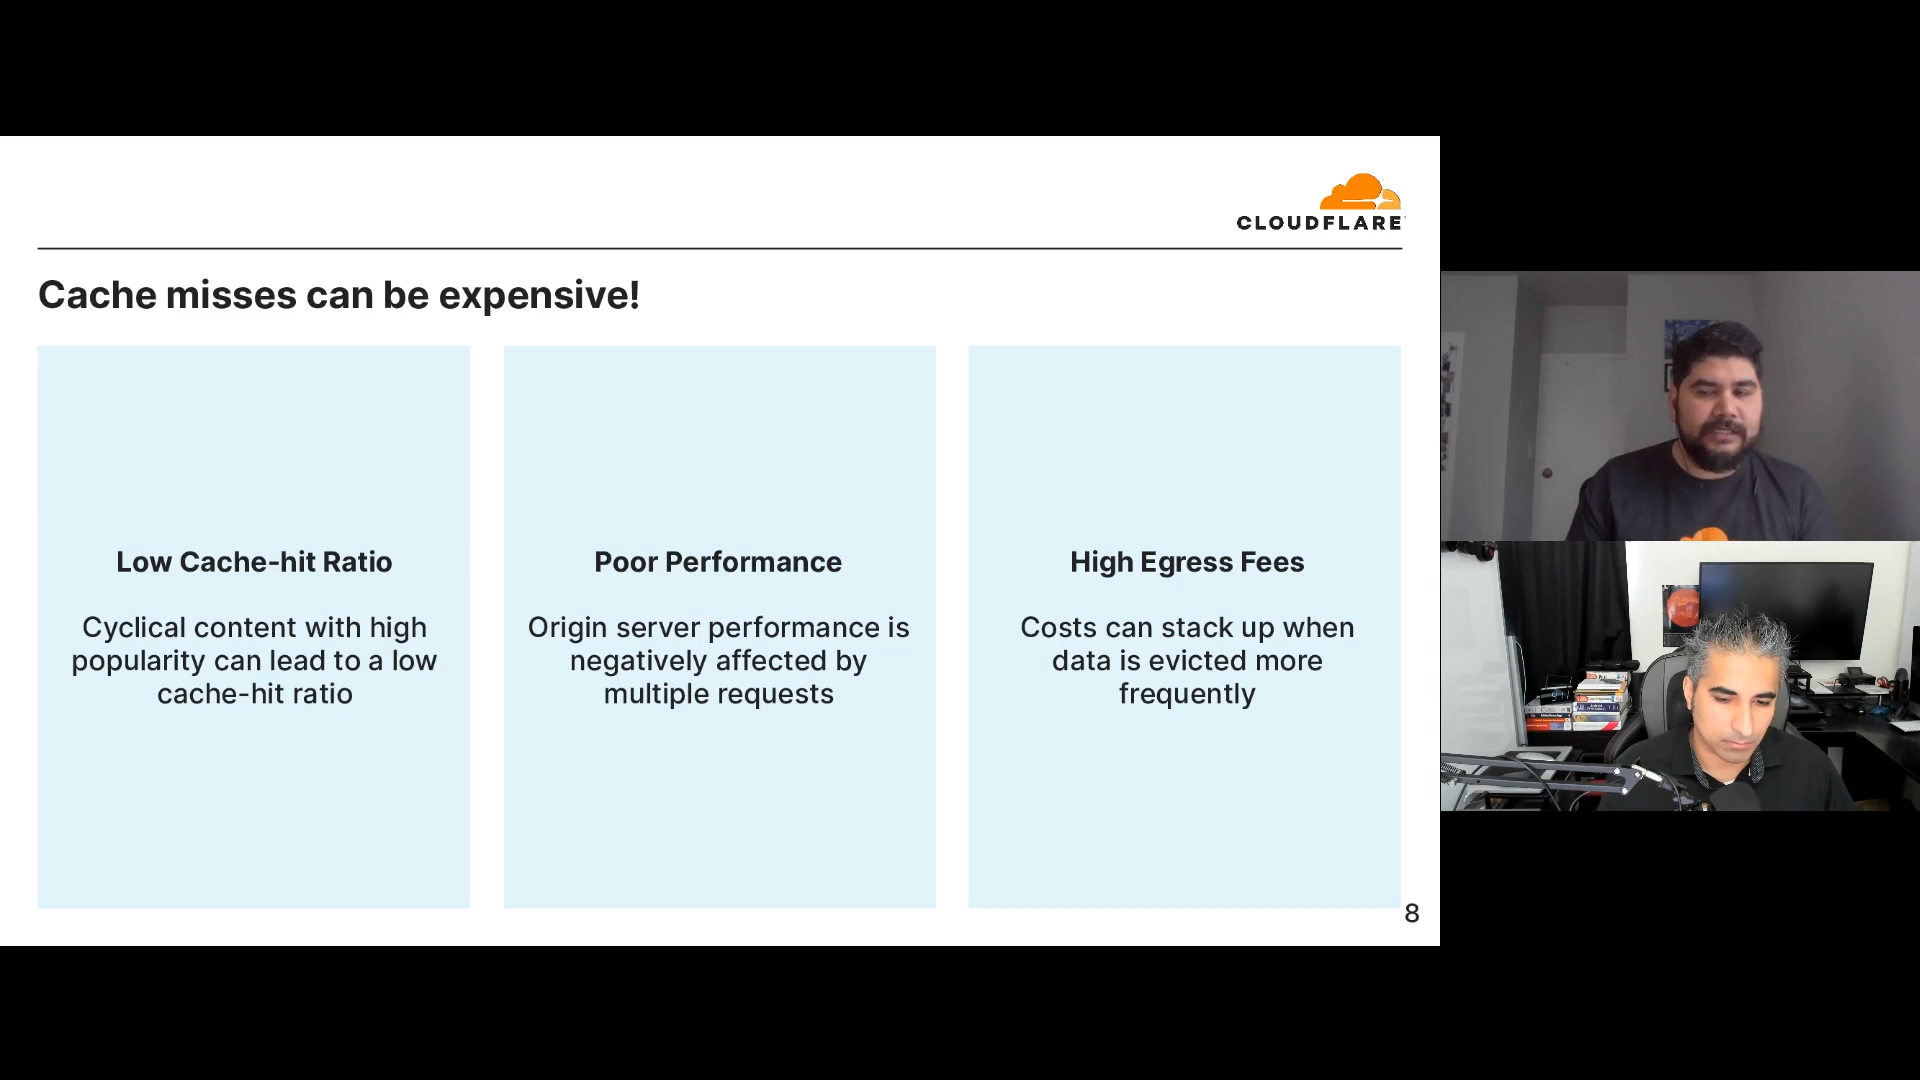 CLOUDFLARE
Cache misses can be expensive!
Low Cache-hit Ratio
Cyclical content with high
popularity can lead to a low
cache-hit ratio
Poor Performance
Origin server performance is
negatively affected by
multiple requests
High Egress Fees
Costs can stack up when
data is evicted more
frequently
8